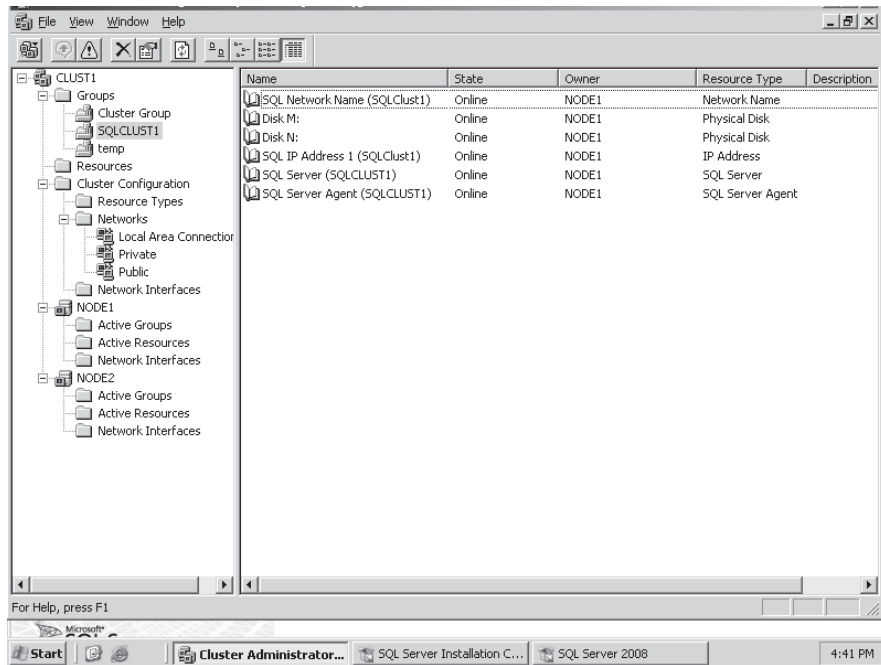 File View Window Help
CLUST1
Groups
Cluster Group
SQLCLUST1
temp
Resources
Cluster Configuration
Resource Types
Networks
Local Area Connection
Private
Public
Network Interfaces
NODE1
Active Groups
Active Resources
Network Interfaces
NODE2
Active Groups
Active Resources
Network Interfaces
Name State Owner Resource Type Description
SQL Network Name (SQLClust1) Online NODE1 Network Name
Disk M: Online NODE1 Physical Disk
Disk N: Online NODE1 Physical Disk
SQL IP Address 1 (SQLClust1) Online NODE1 IP Address
SQL Server (SQLCLUST1) Online NODE1 SQL Server
SQL Server Agent (SQLCLUST1) Online NODE1 SQL Server Agent
For Help, press F1
Microsoft
Start Cluster Administrator... SQL Server Installation C... SQL Server 2008 4:41 PM